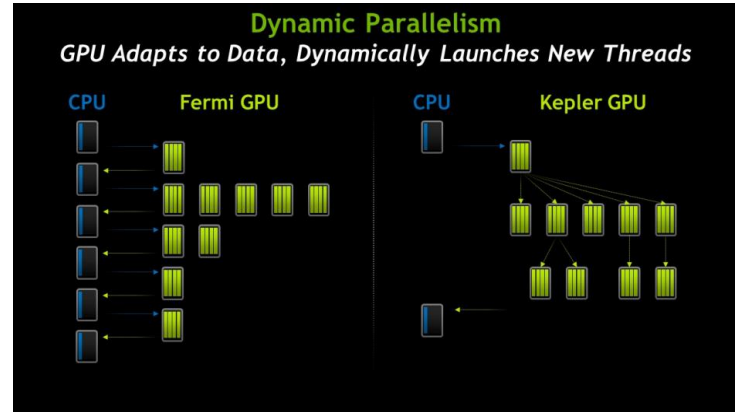 Dynamic Parallelism
GPU Adapts to Data, Dynamically Launches New Threads
CPU
Fermi GPU
CPU
Kepler GPU